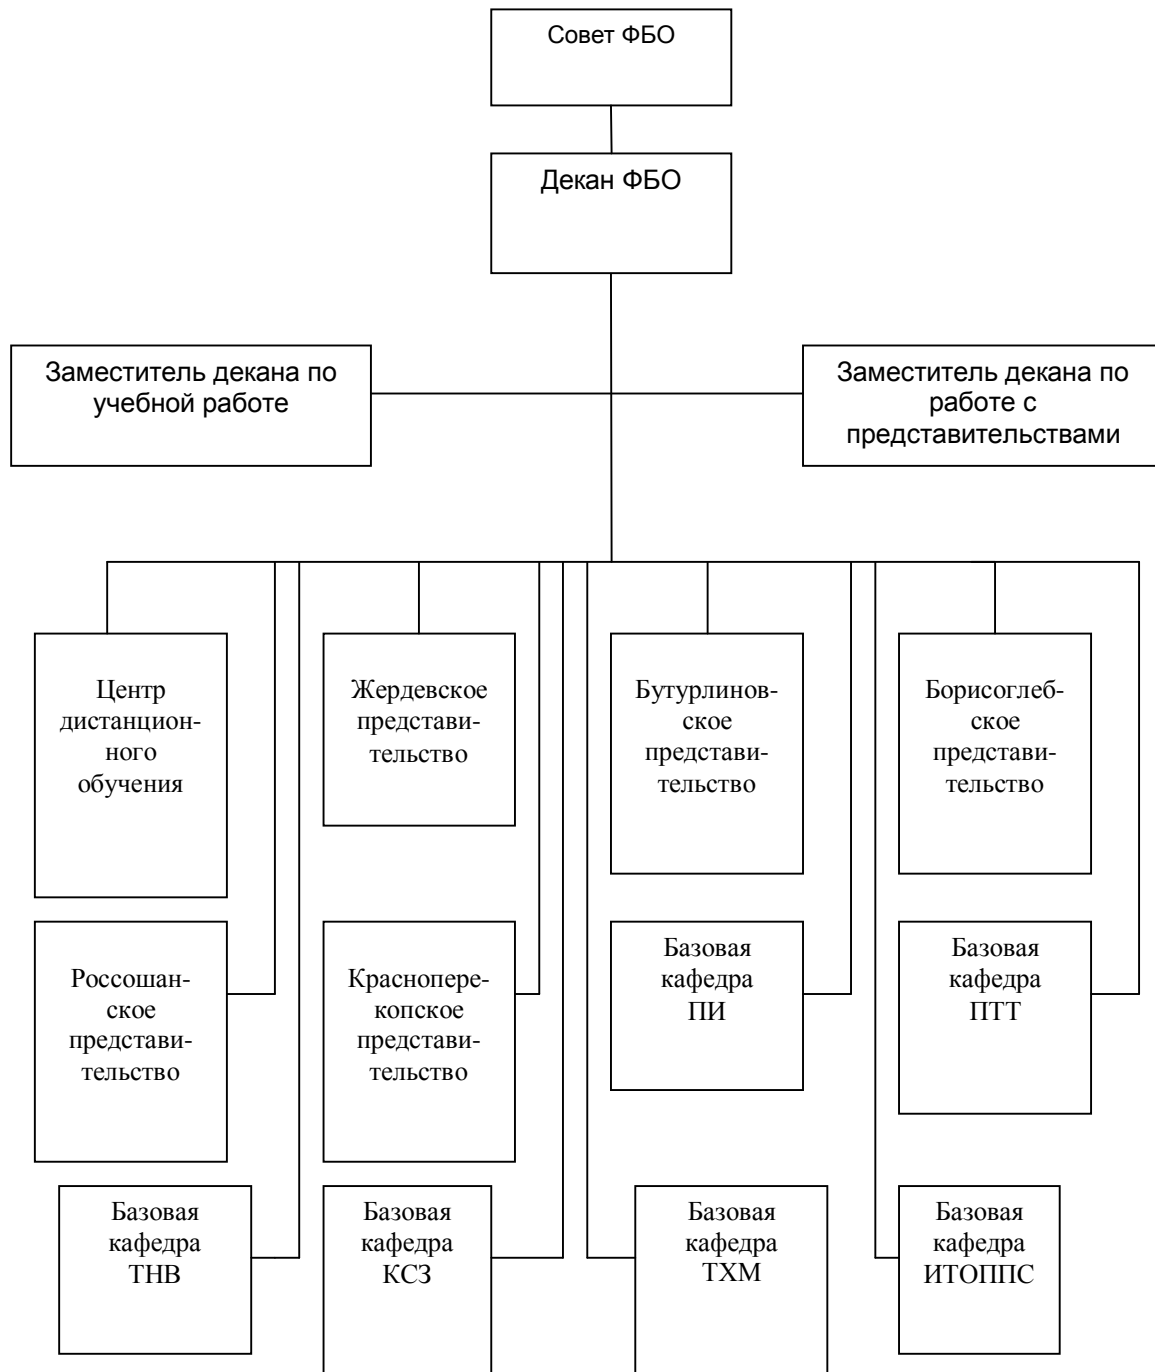 Совет ФБО
Декан ФБО
Заместитель декана по
учебной работе
Заместитель декана по
работе с
представительствами
Центр
дистанцион-
ного
обучения
Жердевское
представи-
тельство
Бутурлинов-
ское
представи-
тельство
Борисоглеб-
ское
представи-
тельство
Россошан-
ское
представи-
тельство
Красноперe-
копское
представи-
тельство
Базовая
кафедра
ПИ
Базовая
кафедра
ПТТ
Базовая
кафедра
ТНВ
Базовая
кафедра
КСЗ
Базовая
кафедра
ТХМ
Базовая
кафедра
ИТОППС